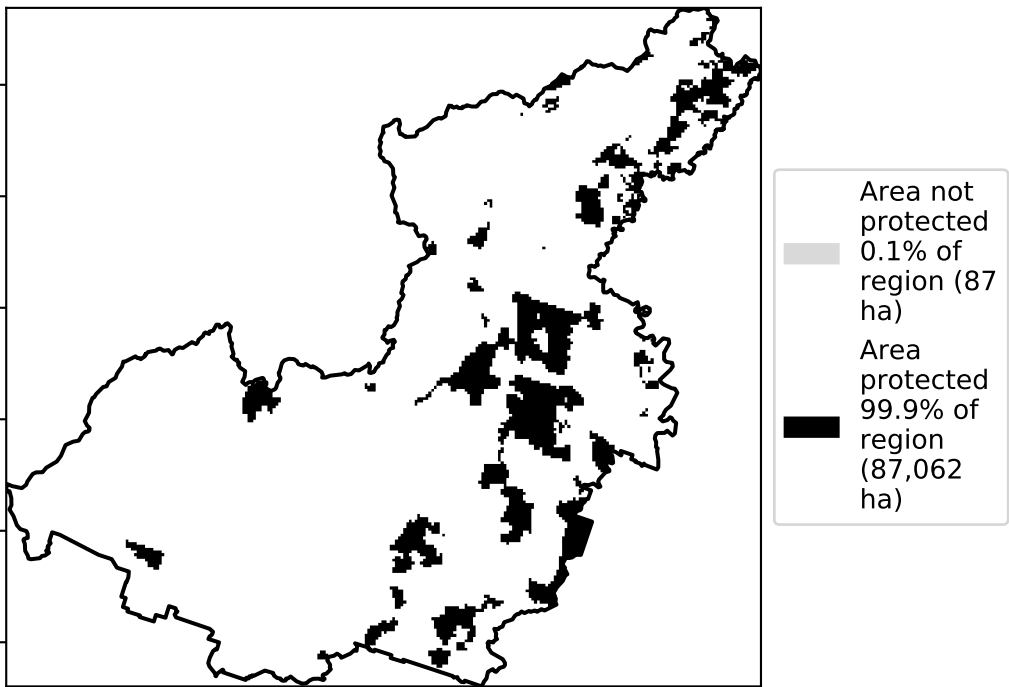 Area not
protected
0.1% of
region (87
ha)
Area
protected
99.9% of
region
(87,062
ha)